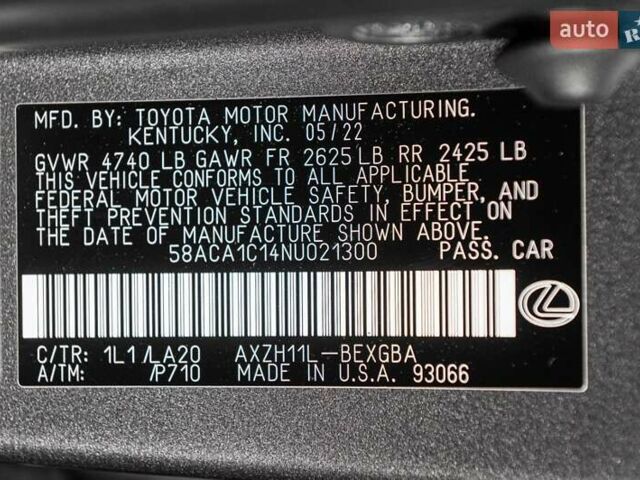 auto
MFD. BY: TOYOTA MOTOR MANUFACTURING.
KENTUCKY, INC. 05/22
GVWR 4740 LB GAWR FR 2625 LB RR 2425 LB
THIS VEHICLE CONFORMS TO ALL APPLICABLE
FEDERAL MOTOR VEHICLE SAFETY, BUMPER, AND
THEFT PREVENTION STANDARDS IN EFFECT ON
THE DATE OF MANUFACTURE SHOWN ABOVE.
58ACA1C14NU021300 PASS. CAR
C/TR: 1L1/LA20 AXZH11L-BEXGBA
A/TM: /P710 MADE IN U.S.A. 93066